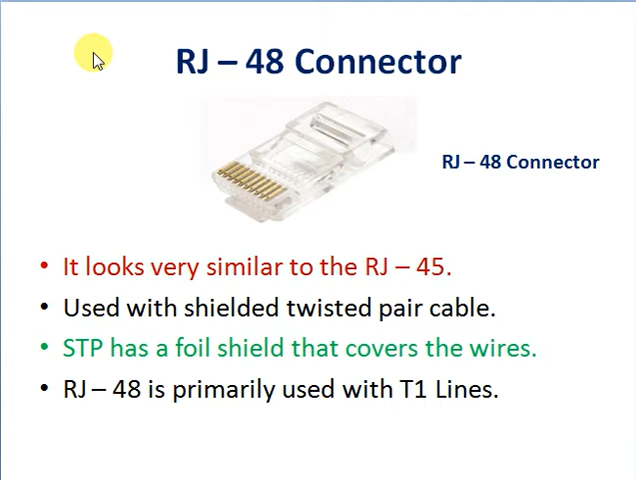 RJ – 48 Connector
RJ – 48 Connector
• It looks very similar to the RJ – 45.
• Used with shielded twisted pair cable.
• STP has a foil shield that covers the wires.
• RJ – 48 is primarily used with T1 Lines.